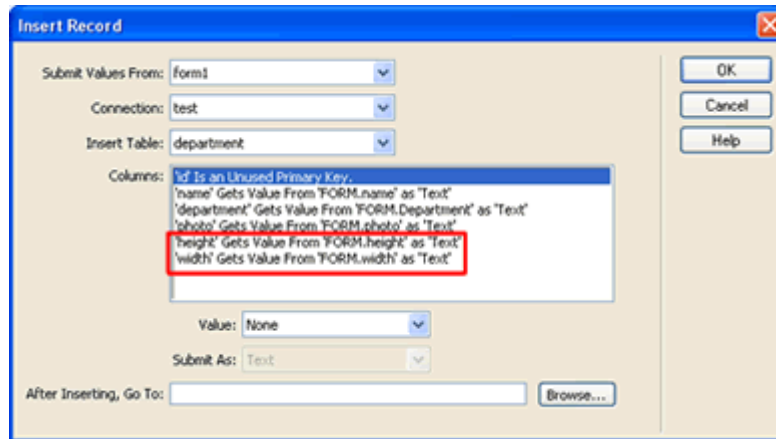 Insert Record
Submit Values From: form1
OK
Connection: test
Cancel
Insert Table: department
Help
Columns: 'id' Is an Unused Primary Key.
'name' Gets Value From 'FORM.name' as 'Text'
'department' Gets Value From 'FORM.Department' as 'Text'
'photo' Gets Value From 'FORM.photo' as 'Text'
'height' Gets Value From 'FORM.height' as 'Text'
'width' Gets Value From 'FORM.width' as 'Text'
Value: None
Submit As: Text
After Inserting, Go To:
Browse...